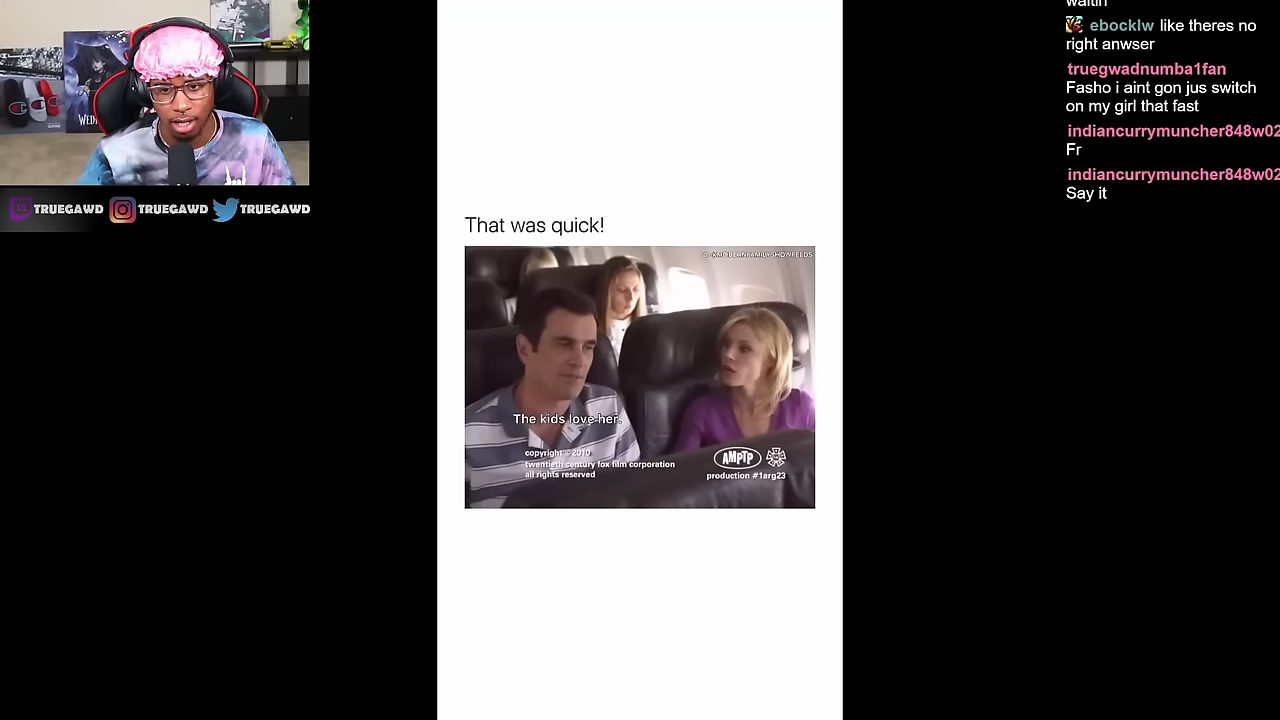 WED
TRUEGAWD TRUEGAWD TRUEGAWD
That was quick!
The kids love her.
copyright ©2010
twentieth century fox film corporation
all rights reserved
AMPTP
production #1arg23
waitin
ebocklw like theres no
right anwser
truegwadnumba1fan
Fasho i aint gon jus switch
on my girl that fast
indiancurrymuncher848w02
Fr
indiancurrymuncher848w02
Say it